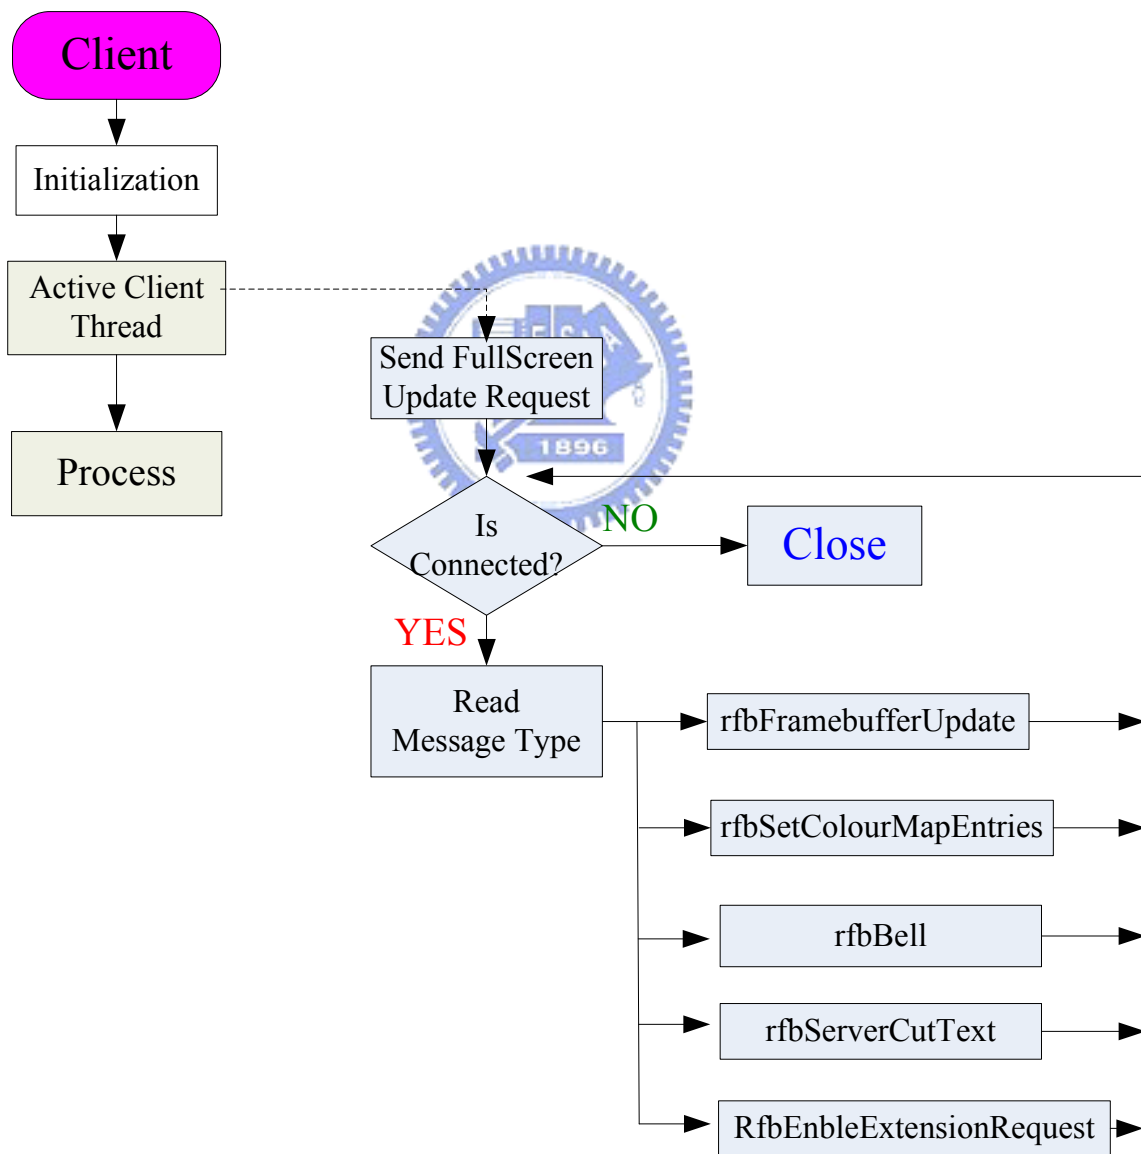 Client
Initialization
Active Client
Thread
Process
Send FullScreen
Update Request
1896
Is
Connected?
NO
Close
YES
Read
Message Type
rfbFramebufferUpdate
rfbSetColourMapEntries
rfbBell
rfbServerCutText
RfbEnbleExtensionRequest